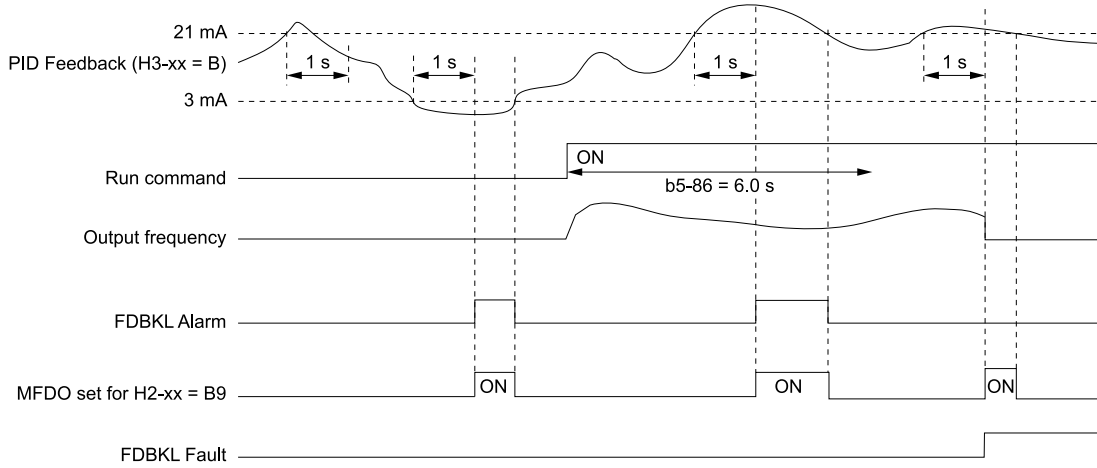 21 mA
PID Feedback (H3-xx = B)
1 s
1 s
1 s
1 s
3 mA
ON
Run command
b5-86 = 6.0 s
Output frequency
FDBKL Alarm
MFDO set for H2-xx = B9
ON
ON
ON
FDBKL Fault